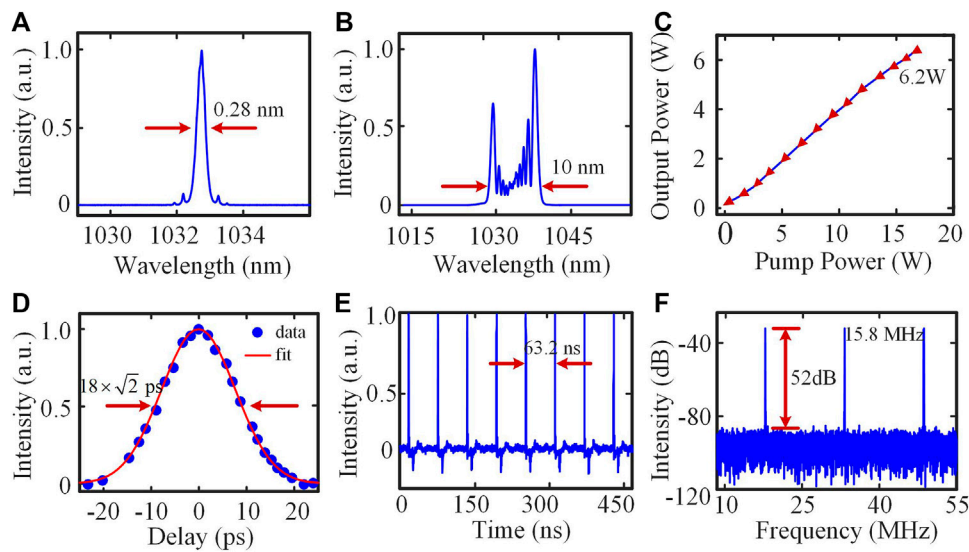 A
Intensity (a.u.)
1.0
0.5
0
0.28 nm
1030 1032 1034
Wavelength (nm)
B
Intensity (a.u.)
1.0
0.5
0
10 nm
1015 1030 1045
Wavelength (nm)
C
Output Power (W)
6
4
2
0
6.2W
0 5 10 15 20
Pump Power (W)
D
Intensity (a.u.)
1.0
0.5
0
data
fit
18×√2 ps
-20 -10 0 10 20
Delay (ps)
E
Intensity (a.u.)
1.0
0.5
0
63.2 ns
0 150 300 450
Time (ns)
F
Intensity (dB)
-40
-80
-120
15.8 MHz
52dB
25 40 55
Frequency (MHz)